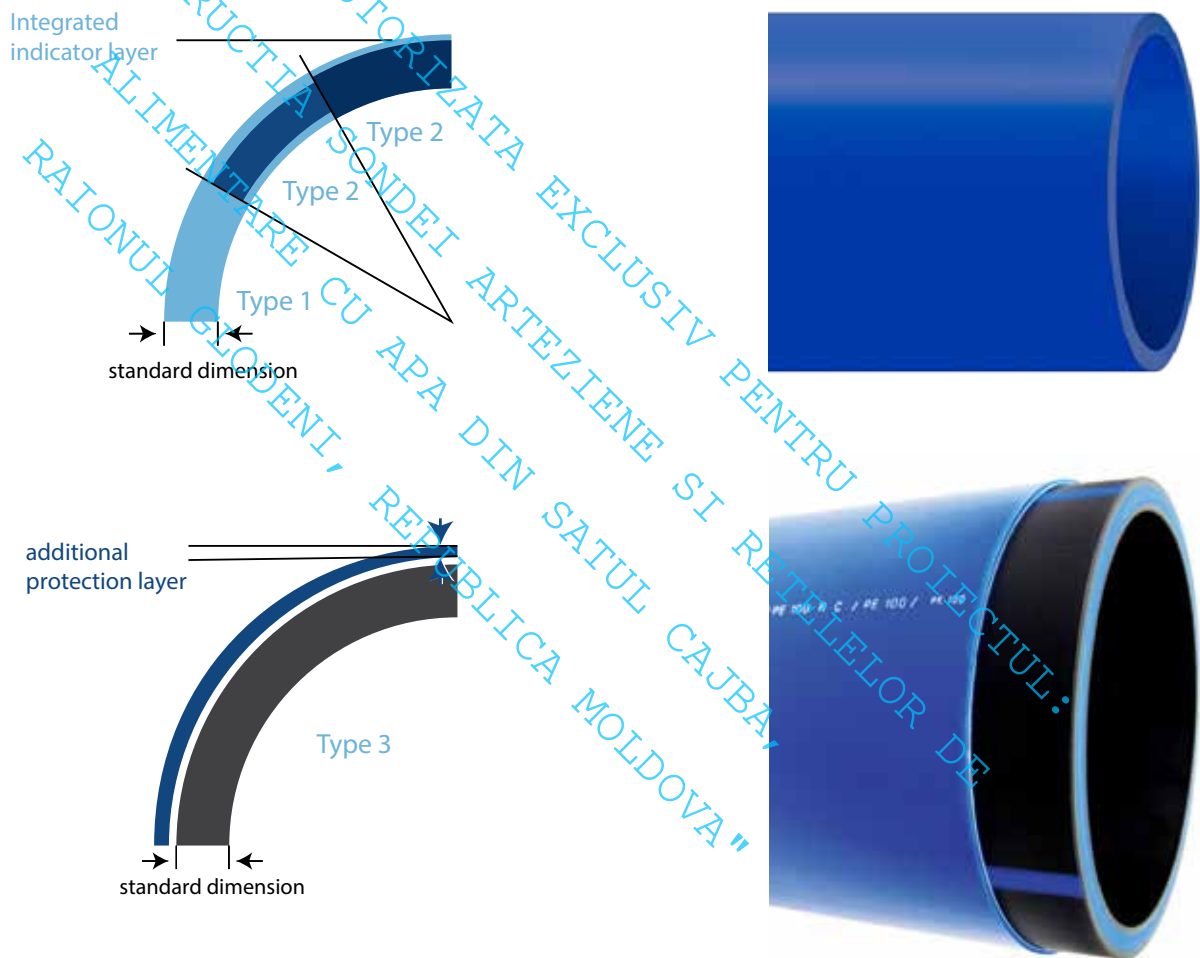 Integrated
indicator layer
Type 2
Type 2
Type 1
standard dimension
additional
protection layer
Type 3
standard dimension
PE 100 / PE 100
AUTORIZATA EXCLUSIV PENTRU PROIECTUL:
SONDEI ARTEZIENE SI RETELELOR DE
ALIMENTARE CU APA DIN SATUL CAJBA,
RAIONUL GLODENI, REPUBLICA MOLDOVA"